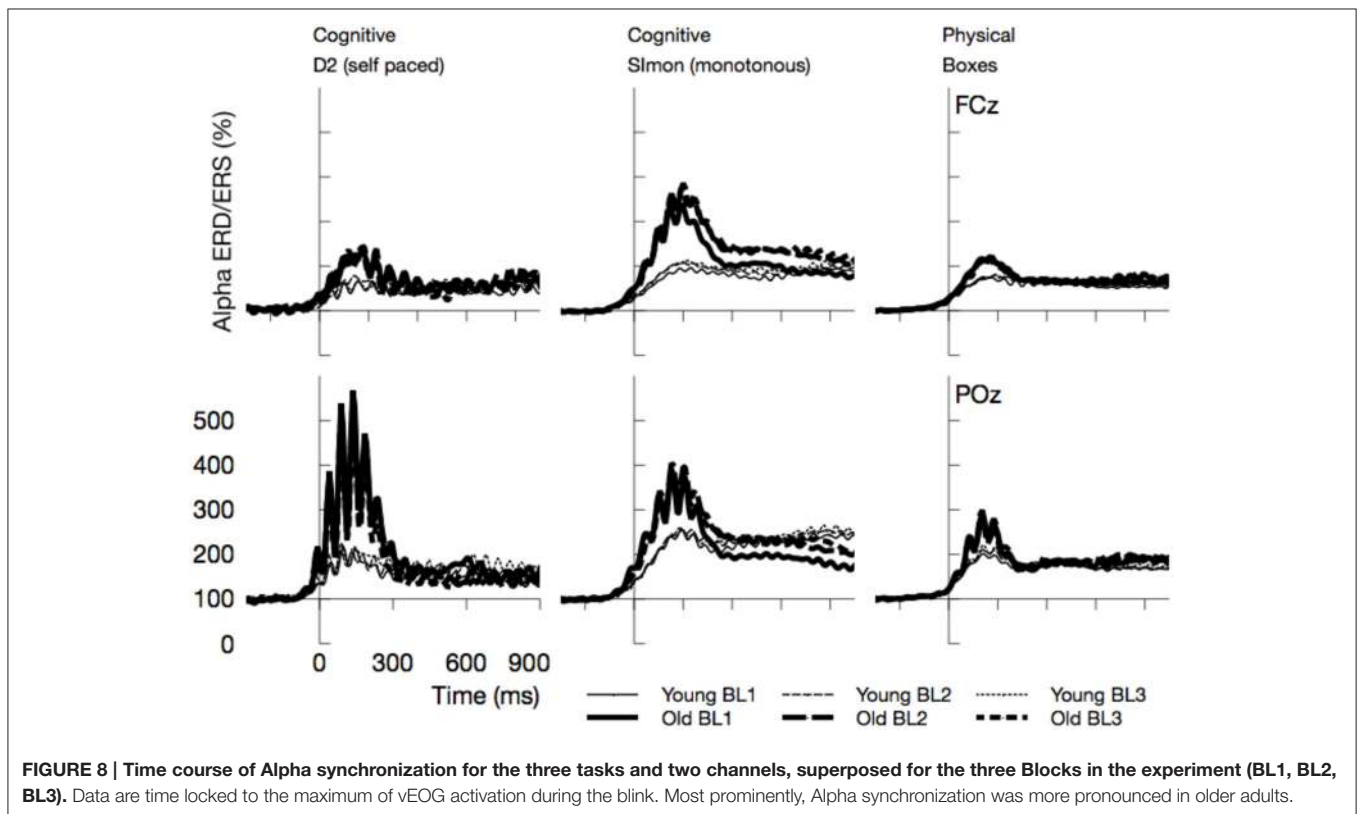 Cognitive
D2 (self paced)
Cognitive
SImon (monotonous)
Physical
Boxes
Alpha ERD/ERS (%)
FCz
POz
500
400
300
200
100
0
0 300 600 900
Time (ms)
Young BL1 Young BL2 Young BL3
Old BL1 Old BL2 Old BL3
FIGURE 8 | Time course of Alpha synchronization for the three tasks and two channels, superposed for the three Blocks in the experiment (BL1, BL2,
BL3). Data are time locked to the maximum of vEOG activation during the blink. Most prominently, Alpha synchronization was more pronounced in older adults.